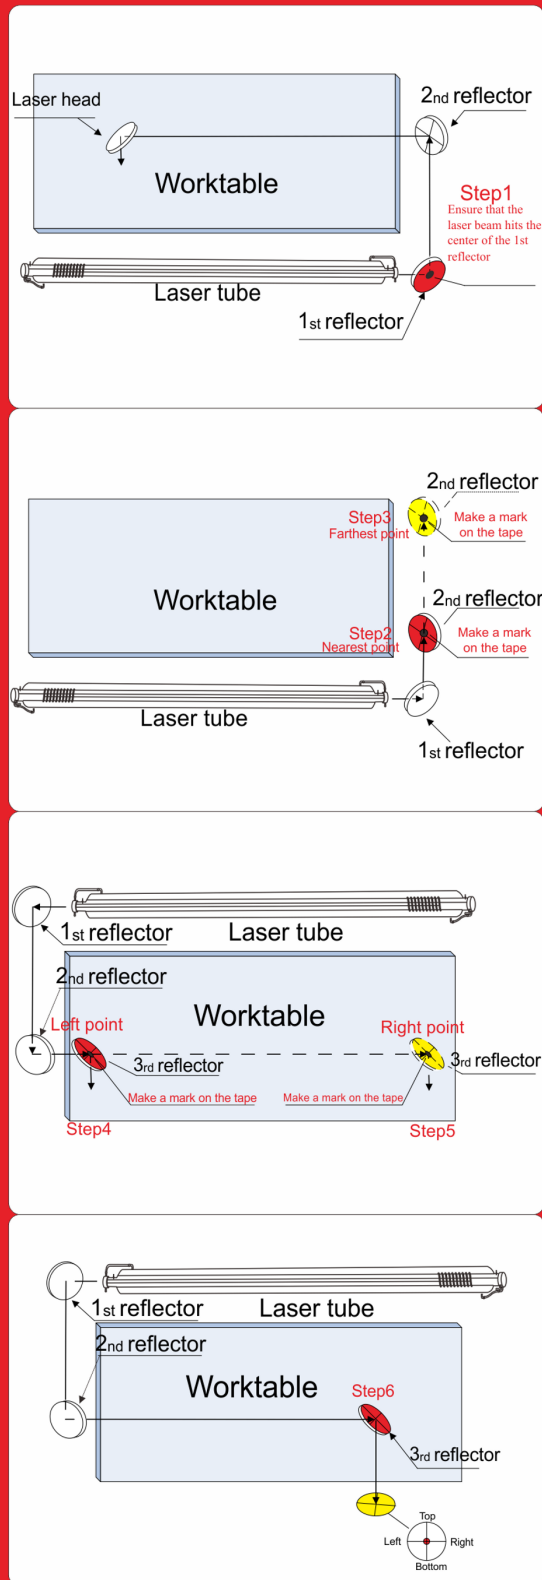 Laser head
2nd reflector
Worktable
Step1
Ensure that the
laser beam hits the
center of the 1st
reflector
Laser tube
1st reflector
2nd reflector
Step3
Farthest point
Make a mark
on the tape
Worktable
2nd reflector
Step2
Nearest point
Make a mark
on the tape
Laser tube
1st reflector
1st reflector
Laser tube
2nd reflector
Worktable
Left point
Right point
3rd reflector
3rd reflector
Make a mark on the tape
Make a mark on the tape
Step4
Step5
1st reflector
Laser tube
2nd reflector
Worktable
Step6
3rd reflector
Top
Left
Right
Bottom